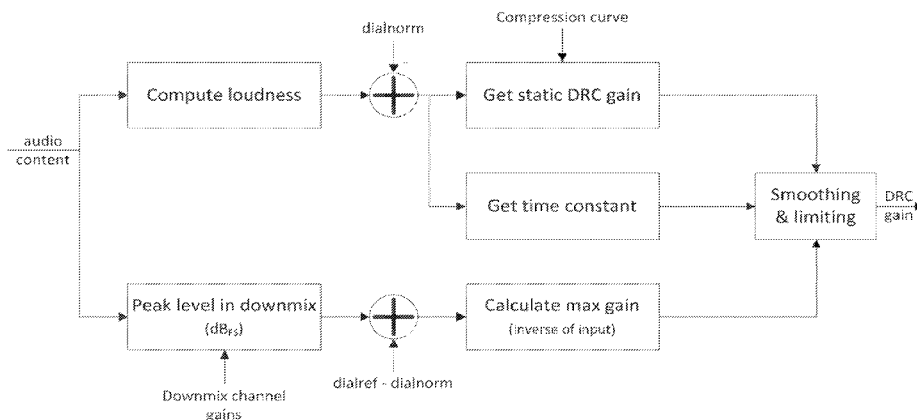 Compression curve
dialnorm
Compute loudness
Get static DRC gain
audio
content
Get time constant
Smoothing
& limiting
DRC
gain
Peak level in downmix
(dBFS)
Calculate max gain
(inverse of input)
Downmix channel
gains
dialref - dialnorm